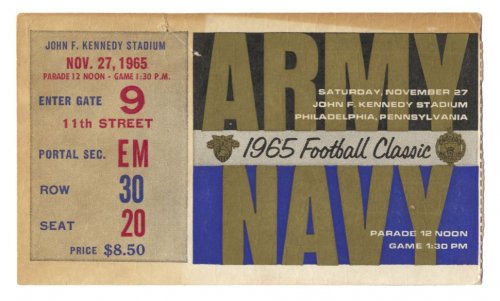 JOHN F. KENNEDY STADIUM
NOV. 27, 1965
PARADE 12 NOON - GAME 1:30 P.M.
ENTER GATE 9
11th STREET
PORTAL SEC. EM
ROW 30
SEAT 20
PRICE $8.50
ARMY
SATURDAY, NOVEMBER 27
JOHN F. KENNEDY STADIUM
PHILADELPHIA, PENNSYLVANIA
1965 Football Classic
NAVY
PARADE 12 NOON
GAME 1:30 PM